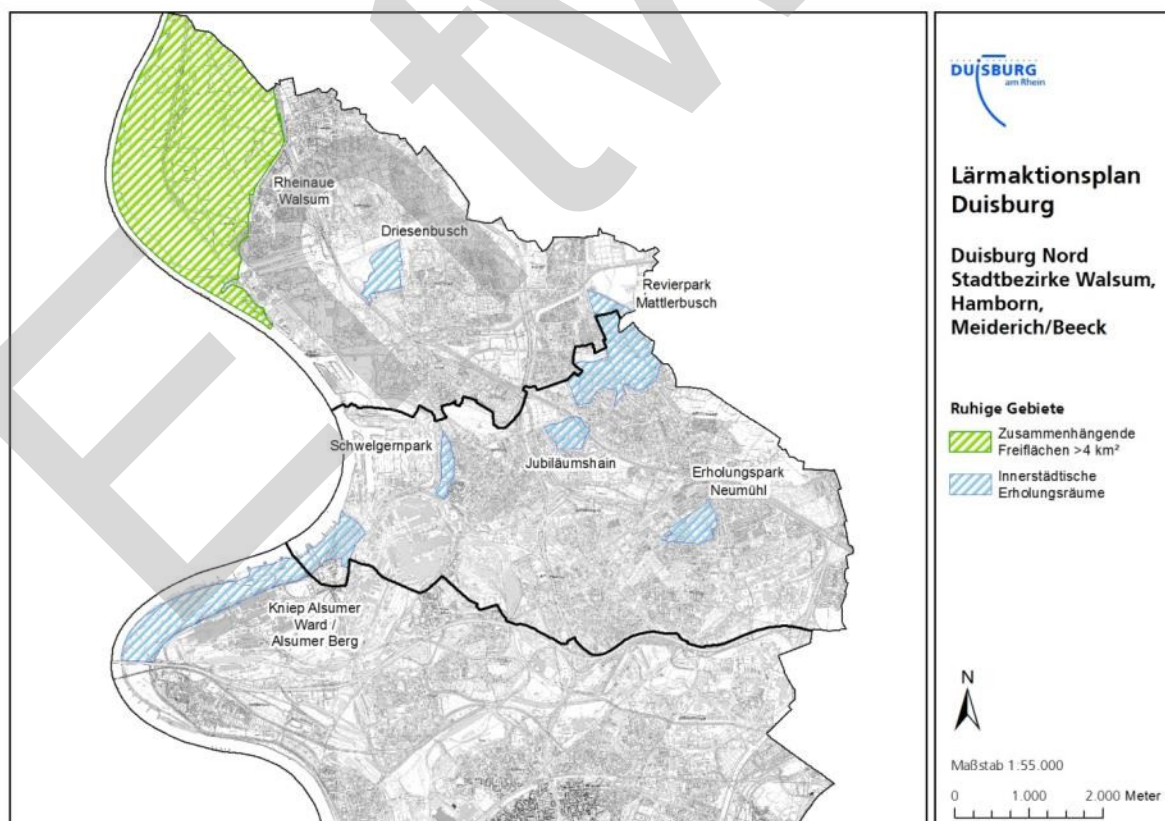 Rheinaue
Walsum
Driesenbusch
Revierpark
Mattlerbusch
Schwelgernpark
Jubiläumshain
Erholungspark
Neumühl
Kniep Alsumer
Ward /
Alsumer Berg
DUISBURG
am Rhein
Lärmaktionsplan
Duisburg
Duisburg Nord
Stadtbezirke Walsum,
Hamborn,
Meiderich/Beeck
Ruhige Gebiete
Zusammenhängende
Freiflächen >4 km²
Innerstädtische
Erholungsräume
N
Maßstab 1:55.000
0 1.000 2.000 Meter